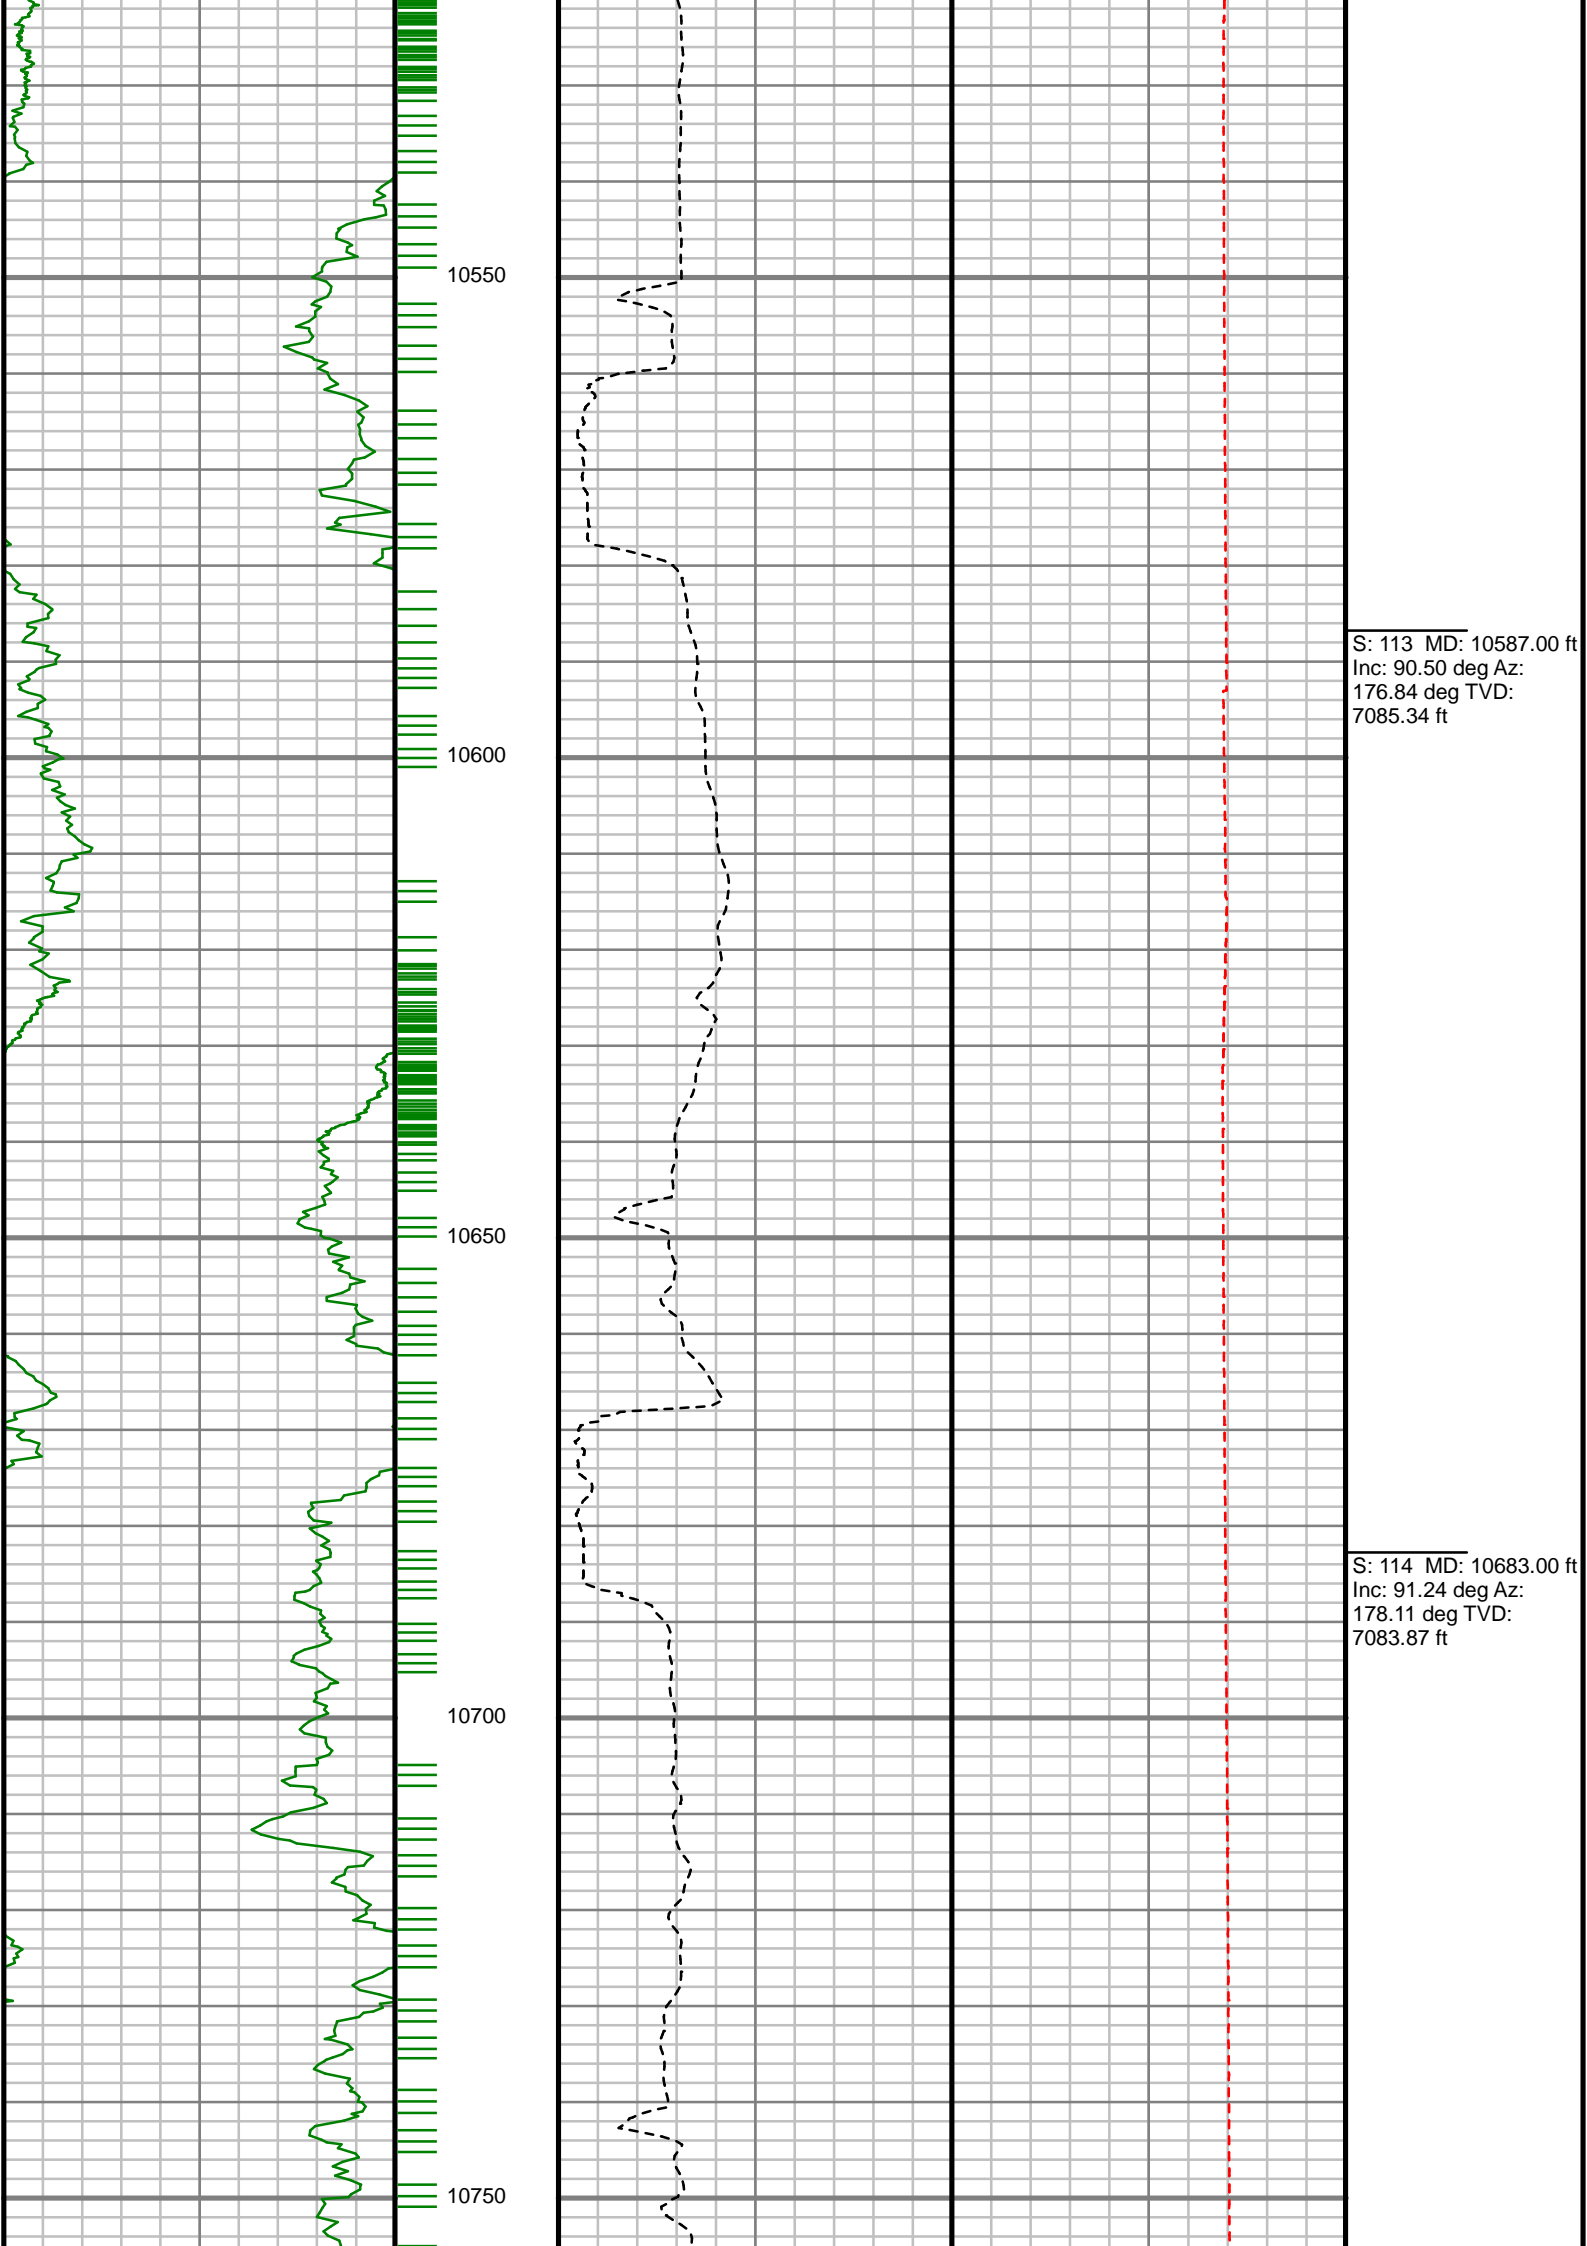 10550
S: 113 MD: 10587.00 ft
Inc: 90.50 deg Az:
176.84 deg TVD:
7085.34 ft
10600
10650
S: 114 MD: 10683.00 ft
Inc: 91.24 deg Az:
178.11 deg TVD:
7083.87 ft
10700
10750